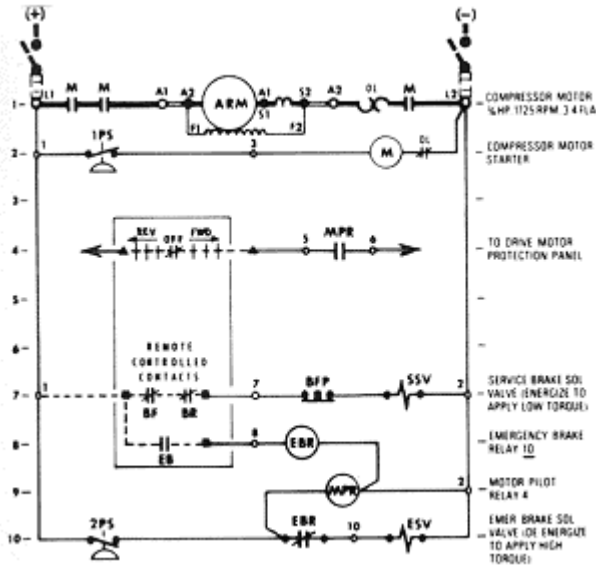 (+) (-)
1- L1 M M A1 A2 ARM A1 S1 S2 A2 OL M L2 COMPRESSOR MOTOR
F1 F2 ¼HP. 1725 RPM 3.4 FLA
1PS OL COMPRESSOR MOTOR
2- 1 3 M STARTER
3-
REV OFF FWD 5 MPR 6 TO DRIVE MOTOR
4- PROTECTION PANEL
5-
6-
REMOTE
CONTROLLED
CONTACTS
1 7 BFP SSV 2 SERVICE BRAKE SOL
7- BF BR VALVE (ENERGIZE TO
APPLY LOW TORQUE)
8- EB 8 EBR EMERGENCY BRAKE
RELAY 10
9- MPR 2 MOTOR PILOT
RELAY 4
2PS EBR 10 ESV EMER BRAKE SOL
10- VALVE (DE ENERGIZE
TO APPLY HIGH
TORQUE)